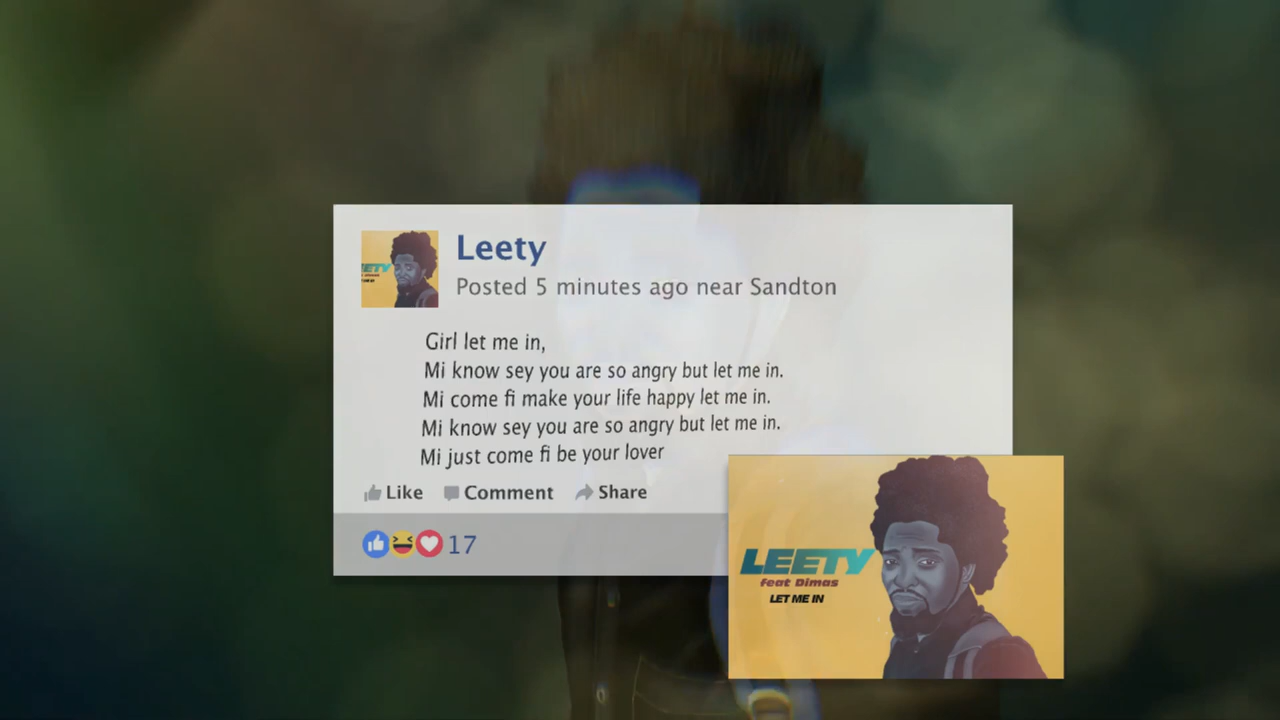 Leety
Posted 5 minutes ago near Sandton
Girl let me in,
Mi know sey you are so angry but let me in.
Mi come fi make your life happy let me in.
Mi know sey you are so angry but let me in.
Mi just come fi be your lover
Like Comment Share
17
LEETY
feat Dimas
LET ME IN